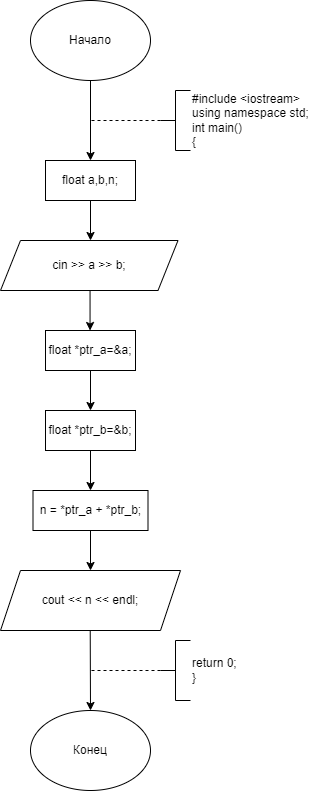 Начало
#include <iostream>
using namespace std;
int main()
{
float a,b,n;
cin >> a >> b;
float *ptr_a=&a;
float *ptr_b=&b;
n = *ptr_a + *ptr_b;
cout << n << endl;
return 0;
}
Конец